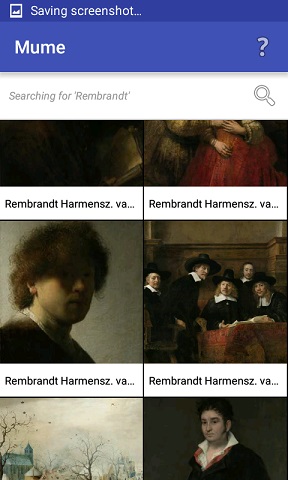 Saving screenshot…
Mume
?
Searching for 'Rembrandt'
Rembrandt Harmensz. va… Rembrandt Harmensz. va…
Rembrandt Harmensz. va… Rembrandt Harmensz. va…